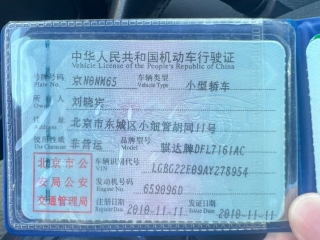 中华人民共和国机动车行驶证
Vehicle License of the People's Republic of China
号牌号码 京N0NM65 车辆类型 小型轿车
Plate No. Vehicle Type
所有人 刘晓宾
Owner
住址 北京市东城区小细管胡同11号
Address
使用性质 非营运 品牌型号 骐达牌DFL7161AC
Use Character Model
北京市公安局公安交通管理局
车辆识别代号 LGBG22E09AY278954
VIN
发动机号码 659096D
Engine No.
注册日期 2010-11-11 发证日期 2010-11-11
Register Date Issue Date